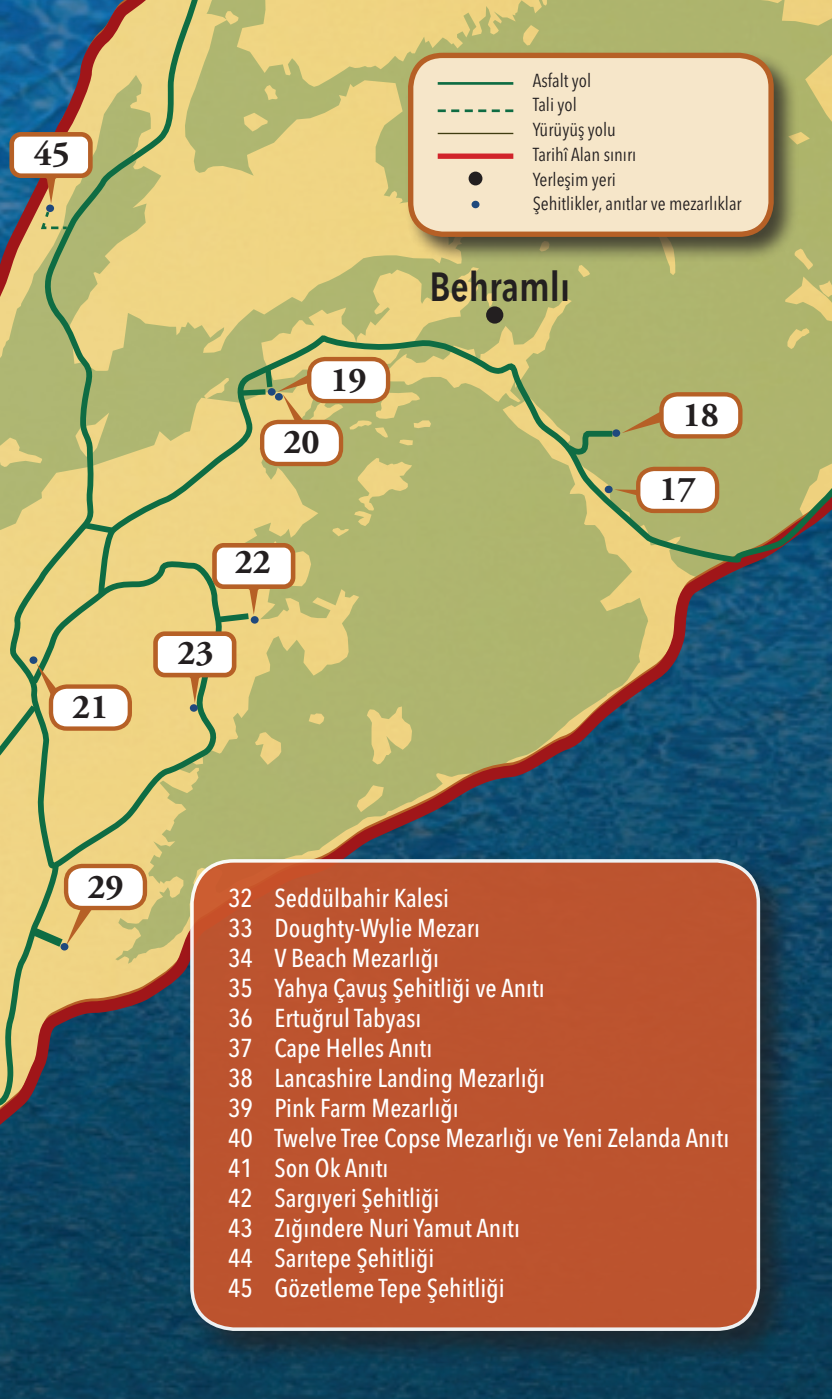 Asfalt yol
Tali yol
Yürüyüş yolu
Tarihî Alan sınırı
Yerleşim yeri
Şehitlikler, anıtlar ve mezarlıklar
45
Behramlı
19
20
18
17
22
23
21
29
32 Seddülbahir Kalesi
33 Doughty-Wylie Mezarı
34 V Beach Mezarlığı
35 Yahya Çavuş Şehitliği ve Anıtı
36 Ertuğrul Tabyası
37 Cape Helles Anıtı
38 Lancashire Landing Mezarlığı
39 Pink Farm Mezarlığı
40 Twelve Tree Copse Mezarlığı ve Yeni Zelanda Anıtı
41 Son Ok Anıtı
42 Sargıyeri Şehitliği
43 Zığındere Nuri Yamut Anıtı
44 Sarıtepe Şehitliği
45 Gözetleme Tepe Şehitliği